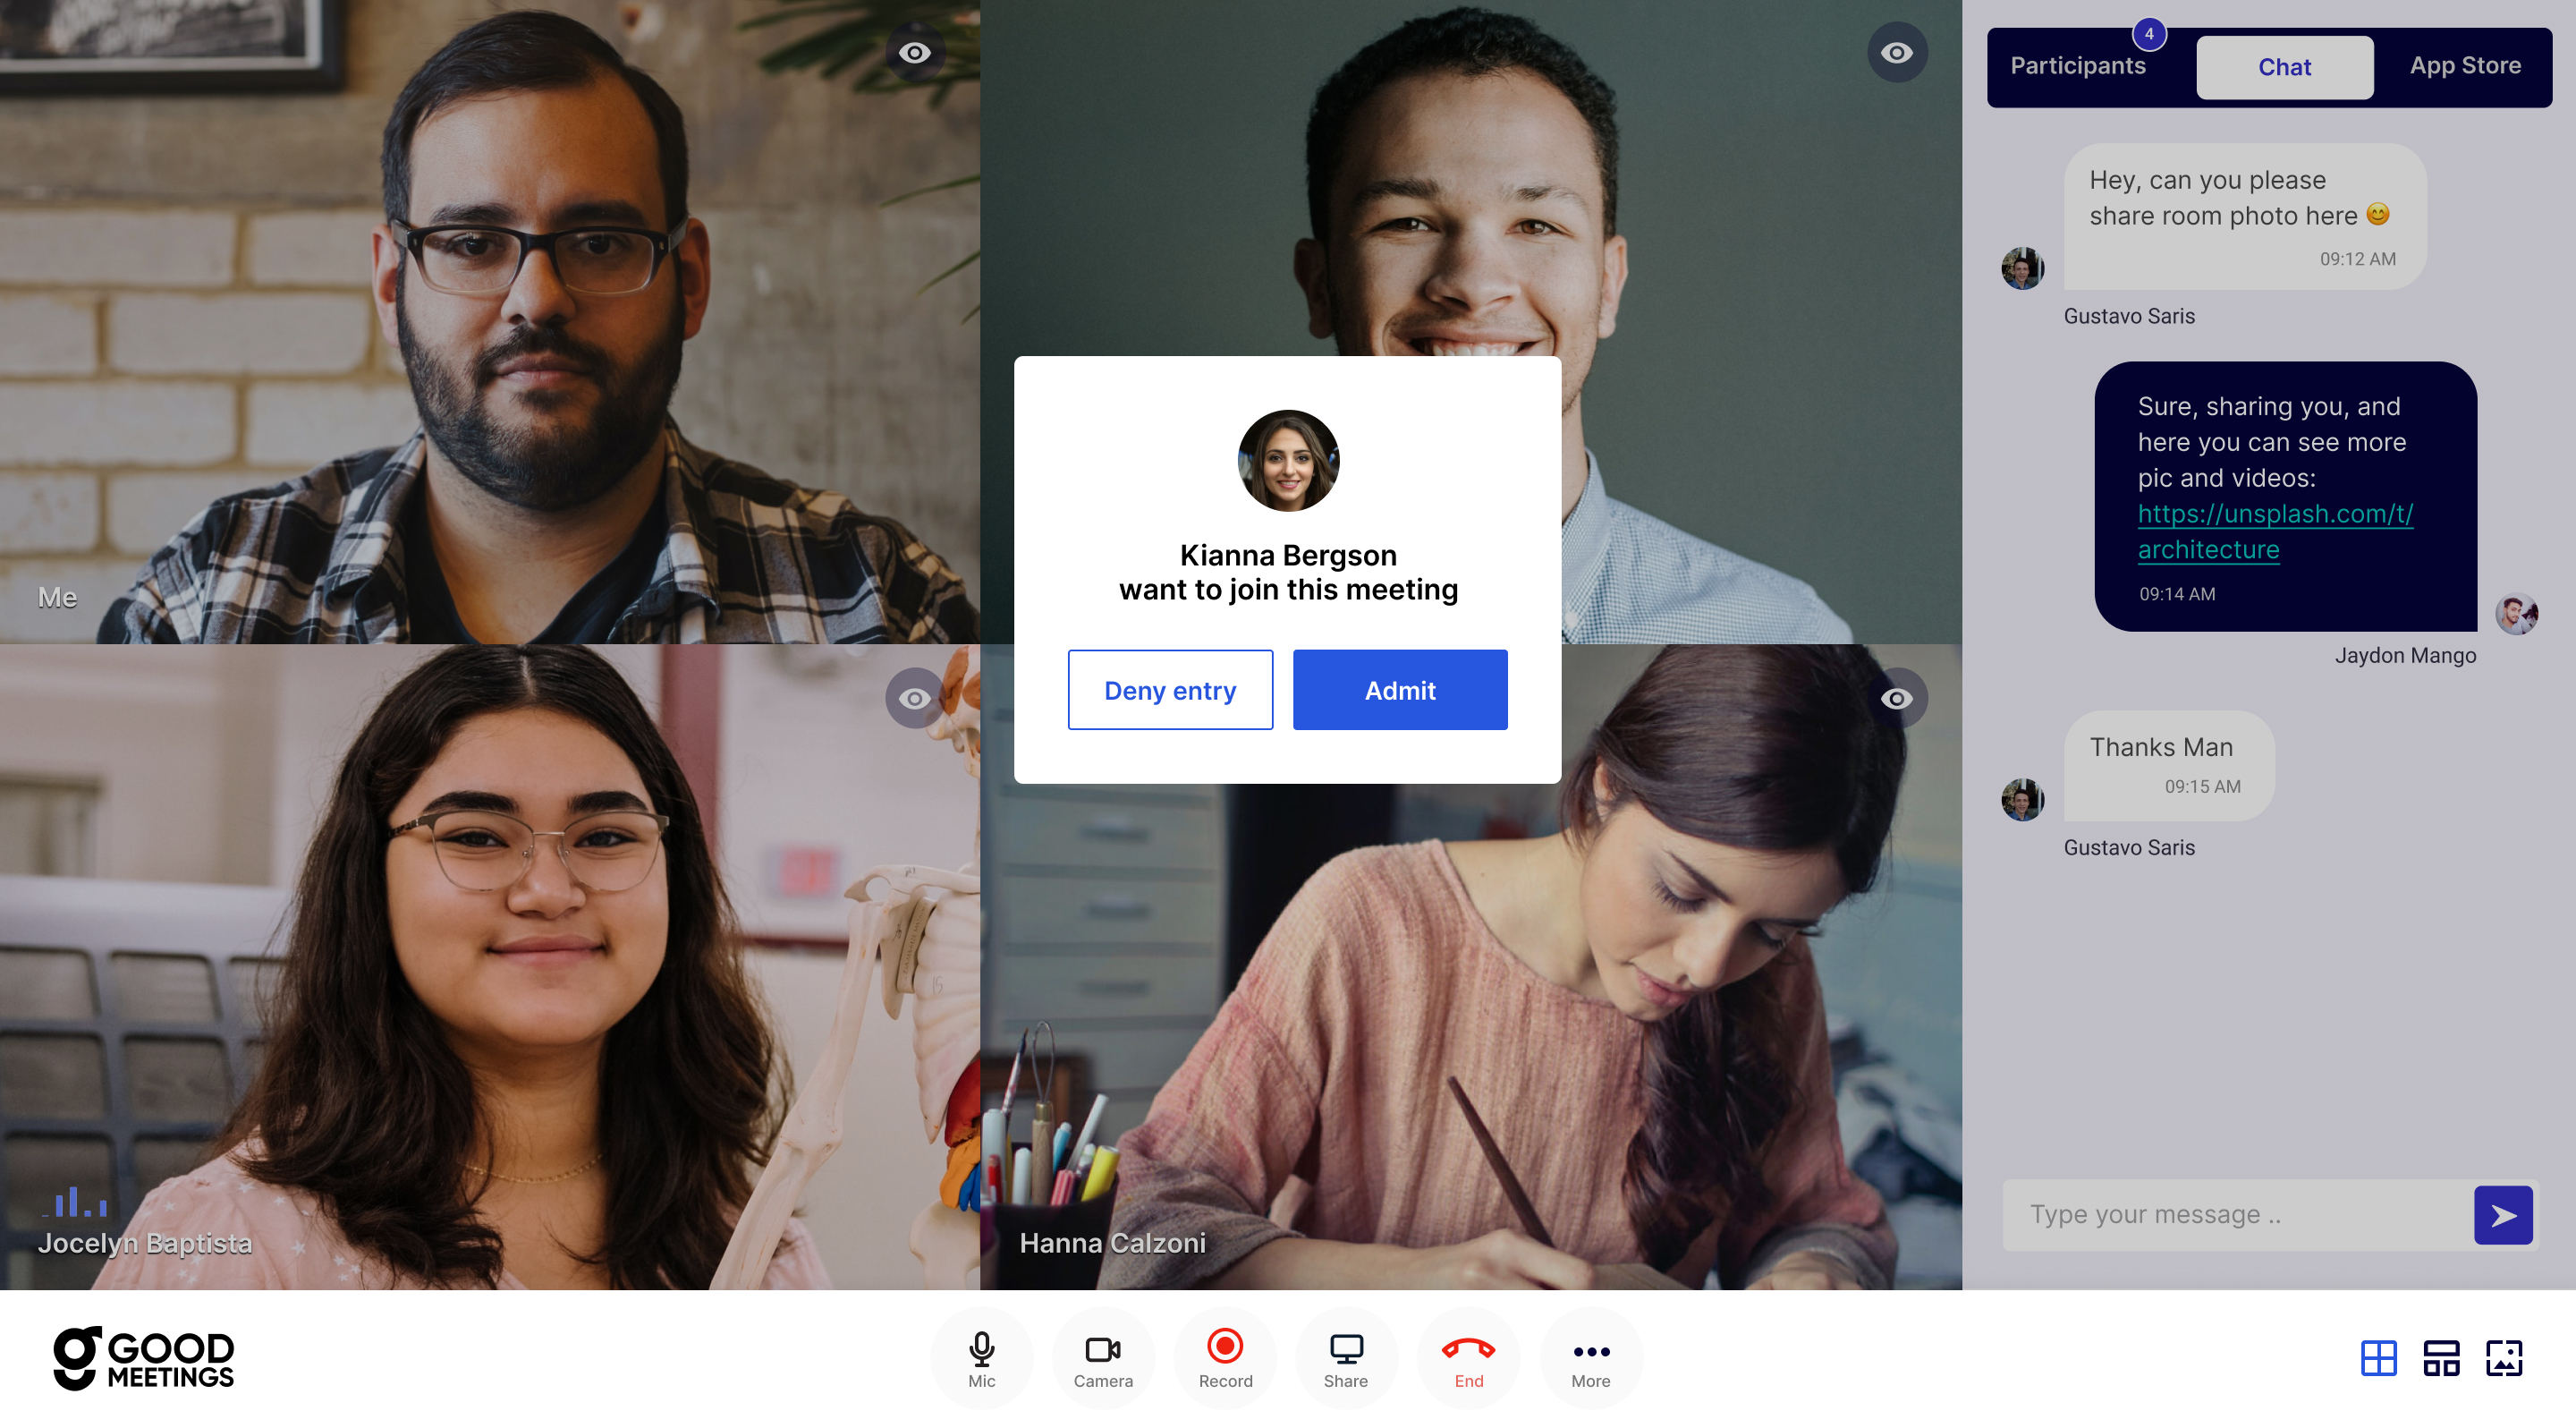 Participants
4
Chat
App Store
Hey, can you please
share room photo here 😊
09:12 AM
Gustavo Saris
Sure, sharing you, and
here you can see more
pic and videos:
https://unsplash.com/t/
architecture
09:14 AM
Jaydon Mango
Thanks Man
09:15 AM
Gustavo Saris
Type your message ..
Me
Kianna Bergson
want to join this meeting
Deny entry
Admit
Jocelyn Baptista
Hanna Calzoni
GOOD
MEETINGS
Mic
Camera
Record
Share
End
More